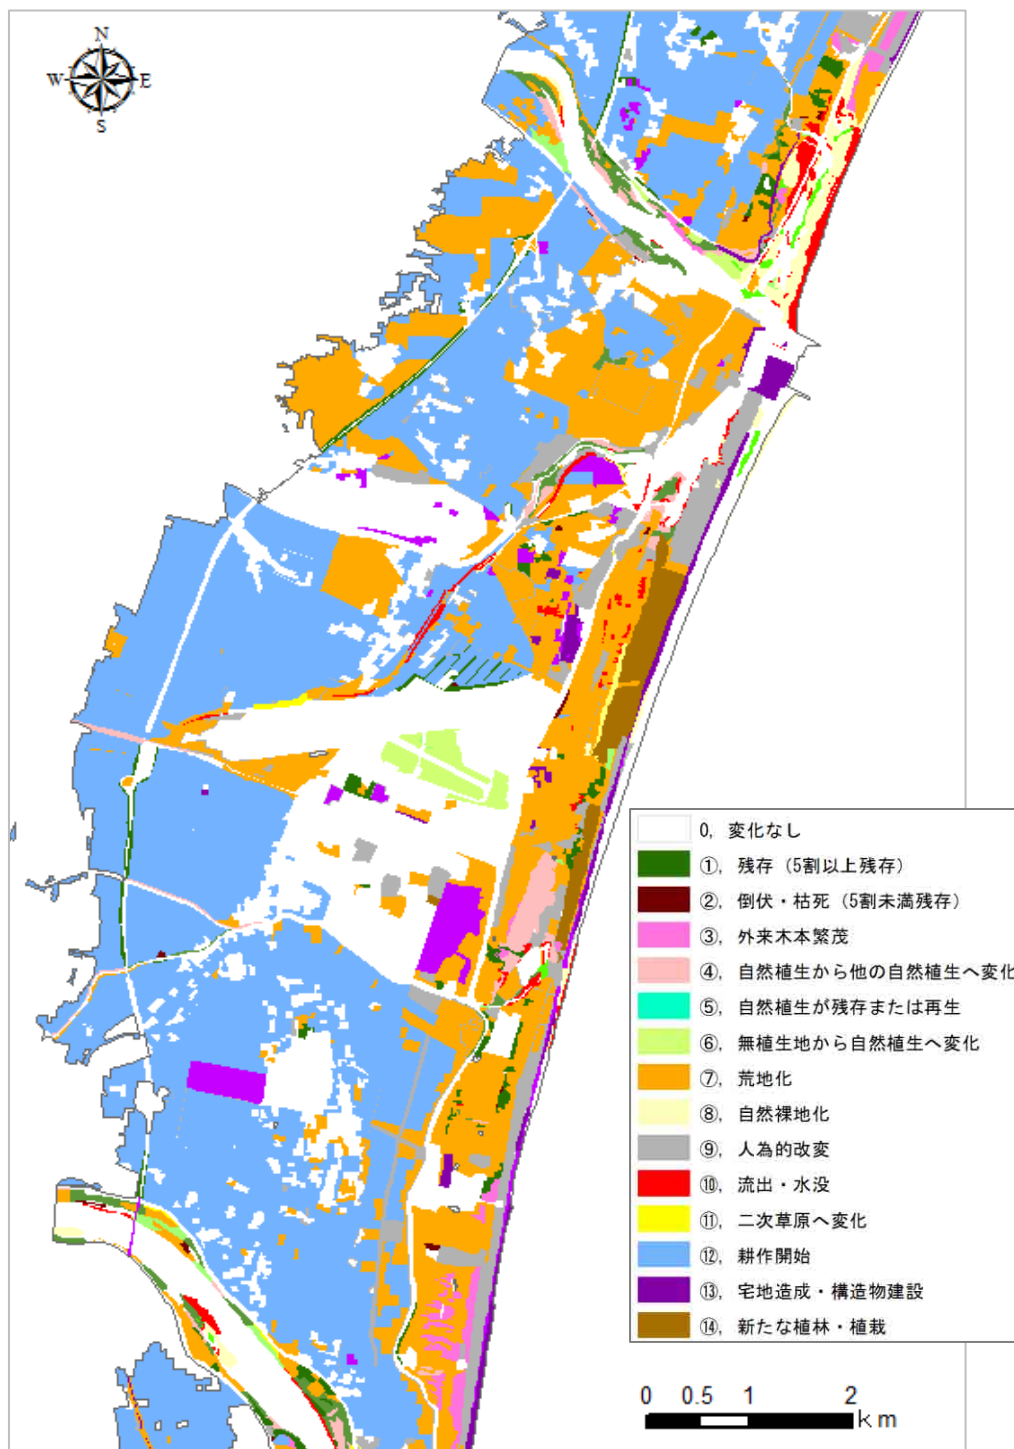 N
W E
S
0, 変化なし
①, 残存（5割以上残存）
②, 倒伏・枯死（5割未満残存）
③, 外来木本繁茂
④, 自然植生から他の自然植生へ変化
⑤, 自然植生が残存または再生
⑥, 無植生地から自然植生へ変化
⑦, 荒地化
⑧, 自然裸地化
⑨, 人為的改変
⑩, 流出・水没
⑪, 二次草原へ変化
⑫, 耕作開始
⑬, 宅地造成・構造物建設
⑭, 新たな植林・植栽
0 0.5 1 2
km